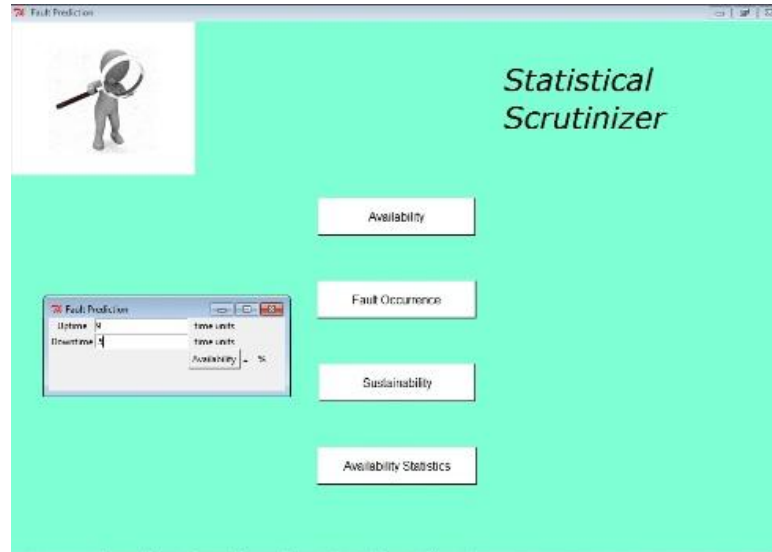 Fault Prediction
Statistical
Scrutinizer
Availability
Fault Occurrence
Sustainability
Availability Statistics
Fault Prediction
Uptime 9 time units
Downtime time units
Availability = %